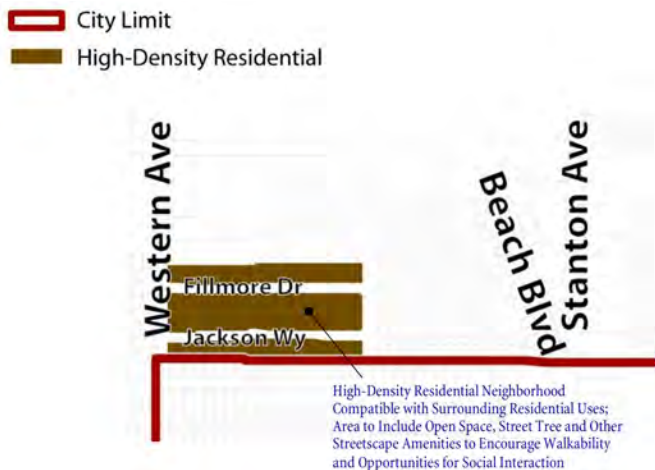 City Limit
High-Density Residential
Western Ave
Beach Blvd
Stanton Ave
Fillmore Dr
Jackson Wy
High-Density Residential Neighborhood
Compatible with Surrounding Residential Uses;
Area to Include Open Space, Street Tree and Other
Streetscape Amenities to Encourage Walkability
and Opportunities for Social Interaction